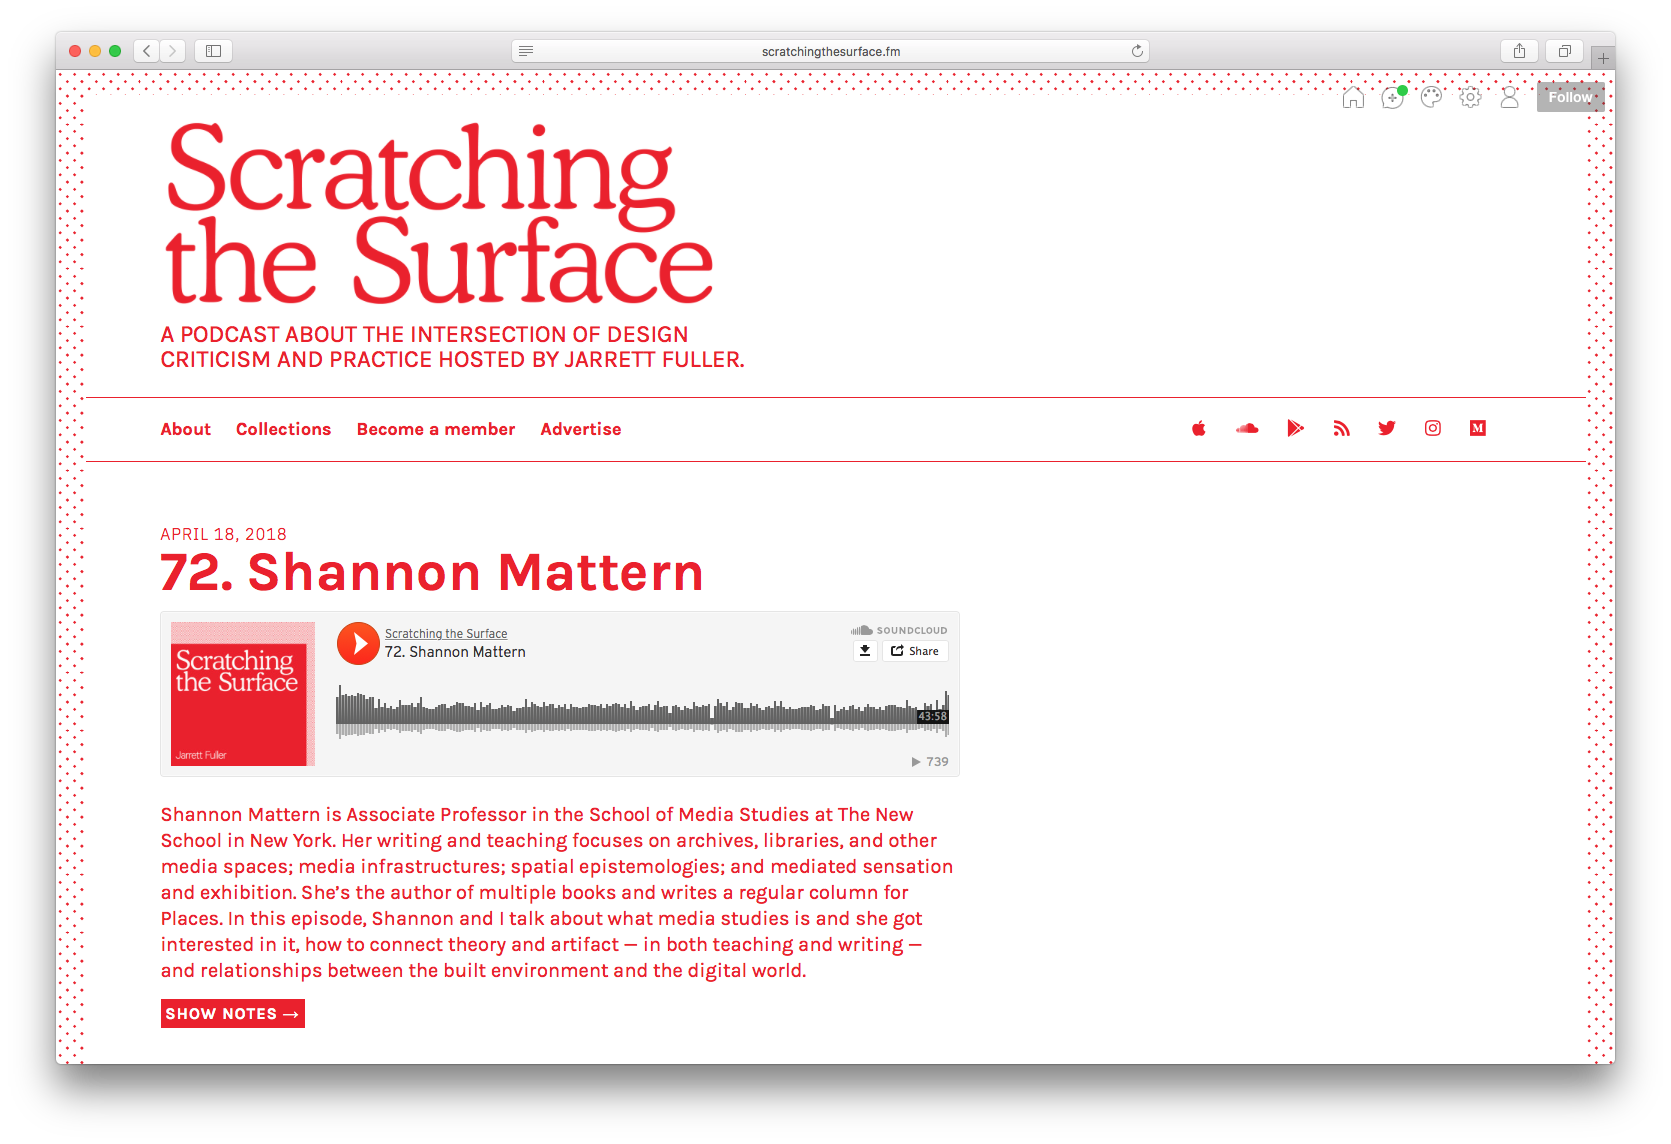 scratchingthesurface.fm
Follow
Scratching
the Surface
A PODCAST ABOUT THE INTERSECTION OF DESIGN
CRITICISM AND PRACTICE HOSTED BY JARRETT FULLER.
About Collections Become a member Advertise
APRIL 18, 2018
72. Shannon Mattern
Scratching
the Surface
Jarrett Fuller
Scratching the Surface
72. Shannon Mattern
SOUNDCLOUD
Share
43:58
739
Shannon Mattern is Associate Professor in the School of Media Studies at The New
School in New York. Her writing and teaching focuses on archives, libraries, and other
media spaces; media infrastructures; spatial epistemologies; and mediated sensation
and exhibition. She’s the author of multiple books and writes a regular column for
Places. In this episode, Shannon and I talk about what media studies is and she got
interested in it, how to connect theory and artifact — in both teaching and writing —
and relationships between the built environment and the digital world.
SHOW NOTES →